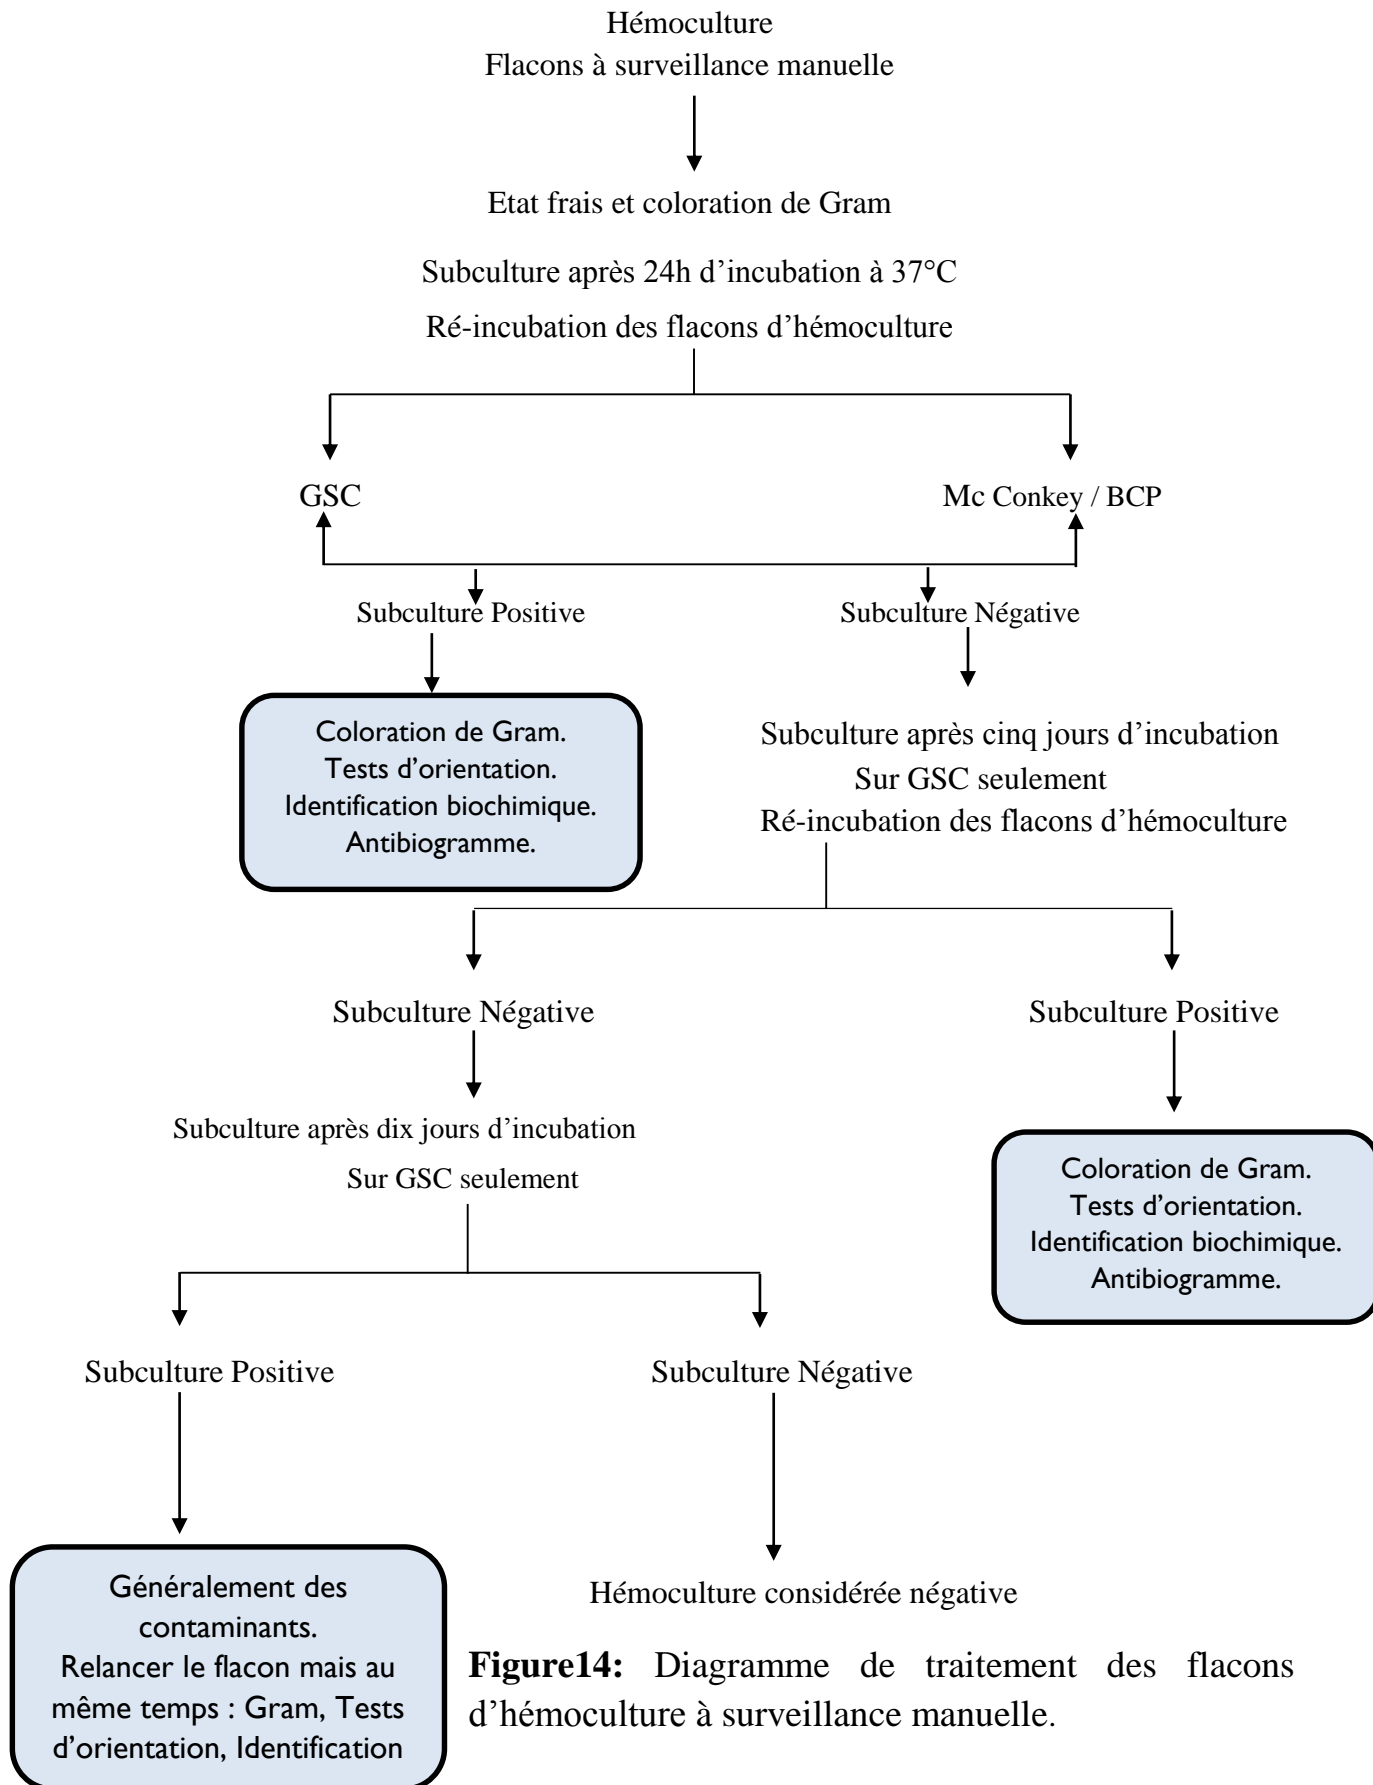 Hémoculture
Flacons à surveillance manuelle
Etat frais et coloration de Gram
Subculture après 24h d’incubation à 37°C
Ré-incubation des flacons d’hémoculture
GSC
Mc Conkey / BCP
Subculture Positive
Subculture Négative
Coloration de Gram.
Tests d’orientation.
Identification biochimique.
Antibiogramme.
Subculture après cinq jours d’incubation
Sur GSC seulement
Ré-incubation des flacons d’hémoculture
Subculture Négative
Subculture Positive
Subculture après dix jours d’incubation
Sur GSC seulement
Coloration de Gram.
Tests d’orientation.
Identification biochimique.
Antibiogramme.
Subculture Positive
Subculture Négative
Généralement des
contaminants.
Relancer le flacon mais au
même temps : Gram, Tests
d’orientation, Identification
Hémoculture considérée négative
Figure14: Diagramme de traitement des flacons
d’hémoculture à surveillance manuelle.